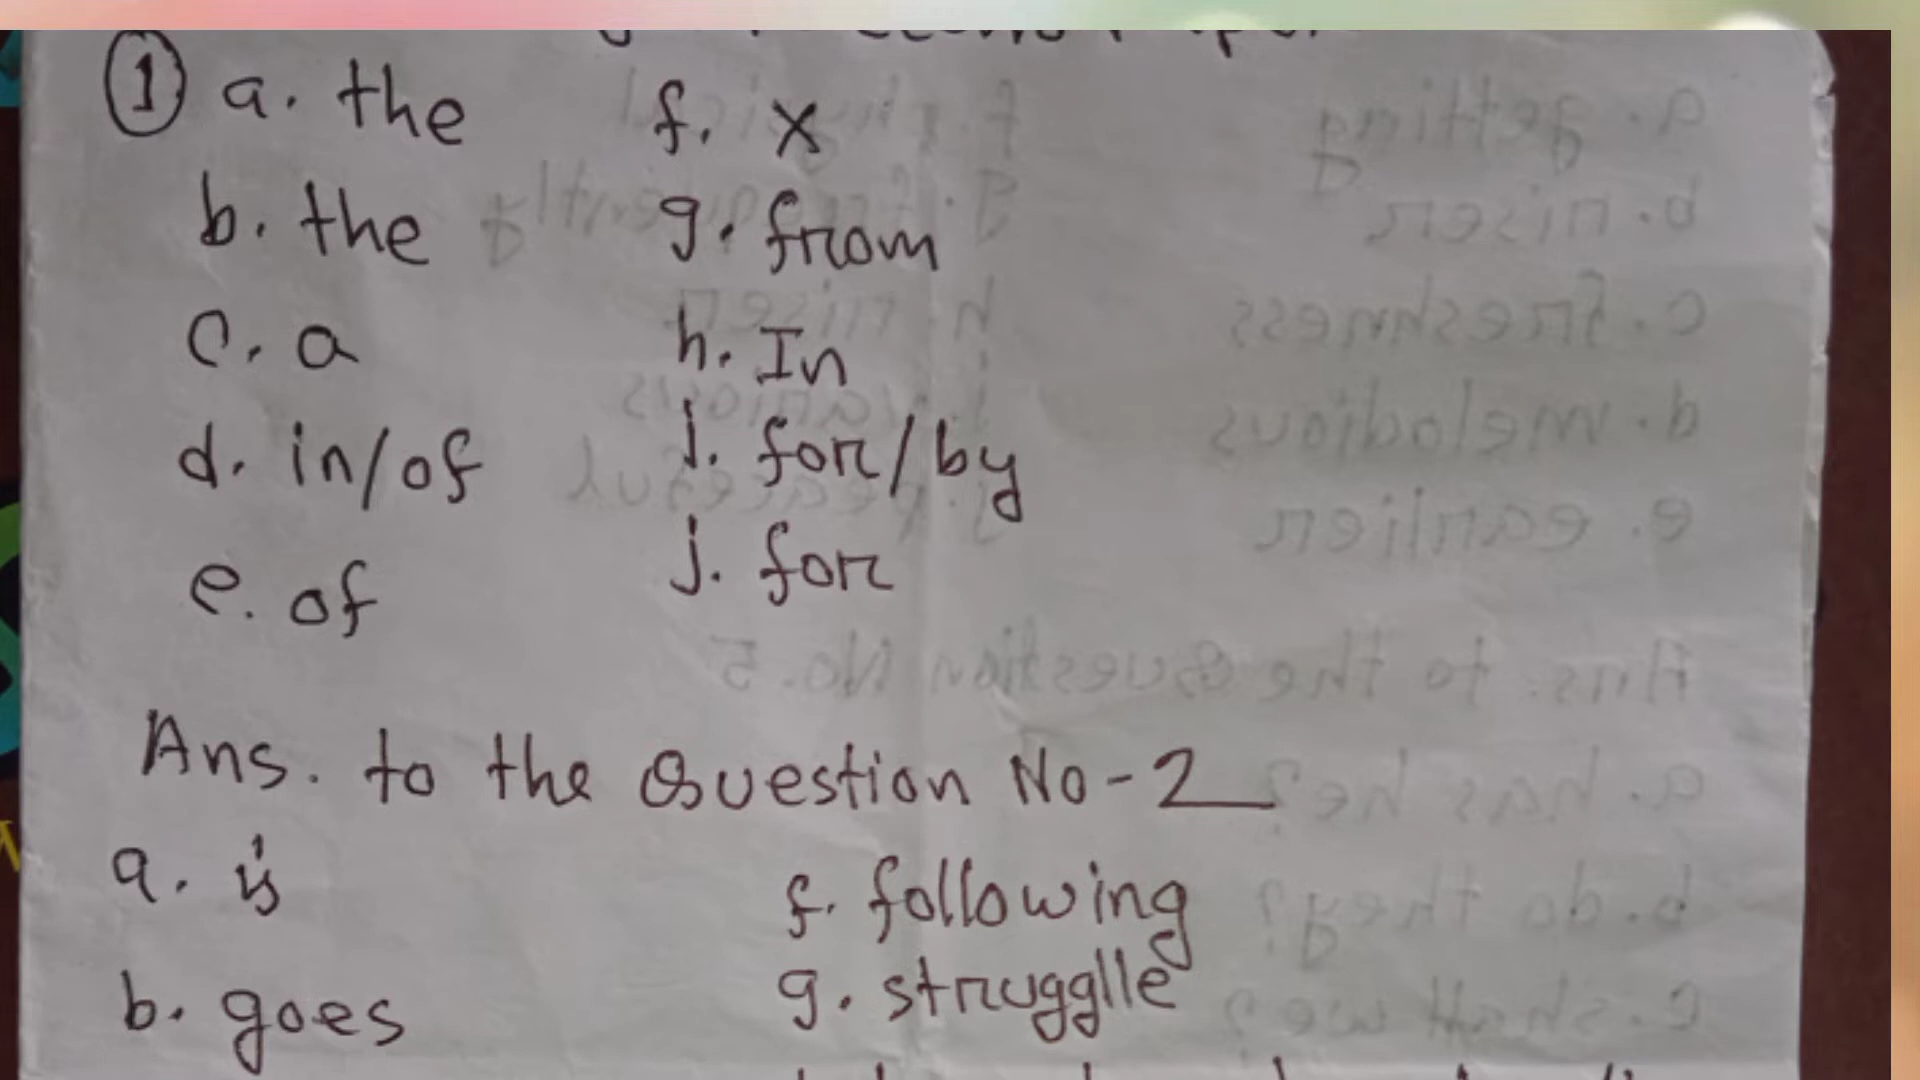 ① a. the
b. the
c. a
d. in/of
e. of
f. x
g. from
h. In
i. for/by
j. for
Ans. to the Question No-2
a. is
b. goes
f. following
g. strugglle